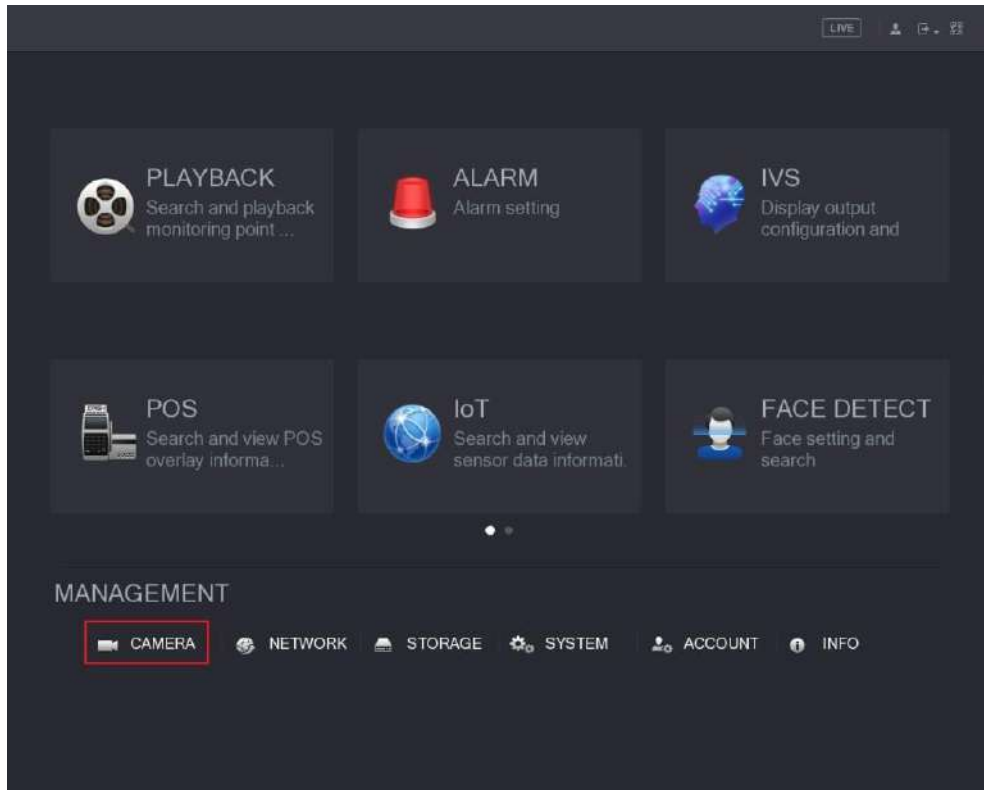 LIVE
PLAYBACK
Search and playback
monitoring point ...
ALARM
Alarm setting
IVS
Display output
configuration and
POS
Search and view POS
overlay informa...
IoT
Search and view
sensor data informati.
FACE DETECT
Face setting and
search
MANAGEMENT
CAMERA NETWORK STORAGE SYSTEM ACCOUNT INFO